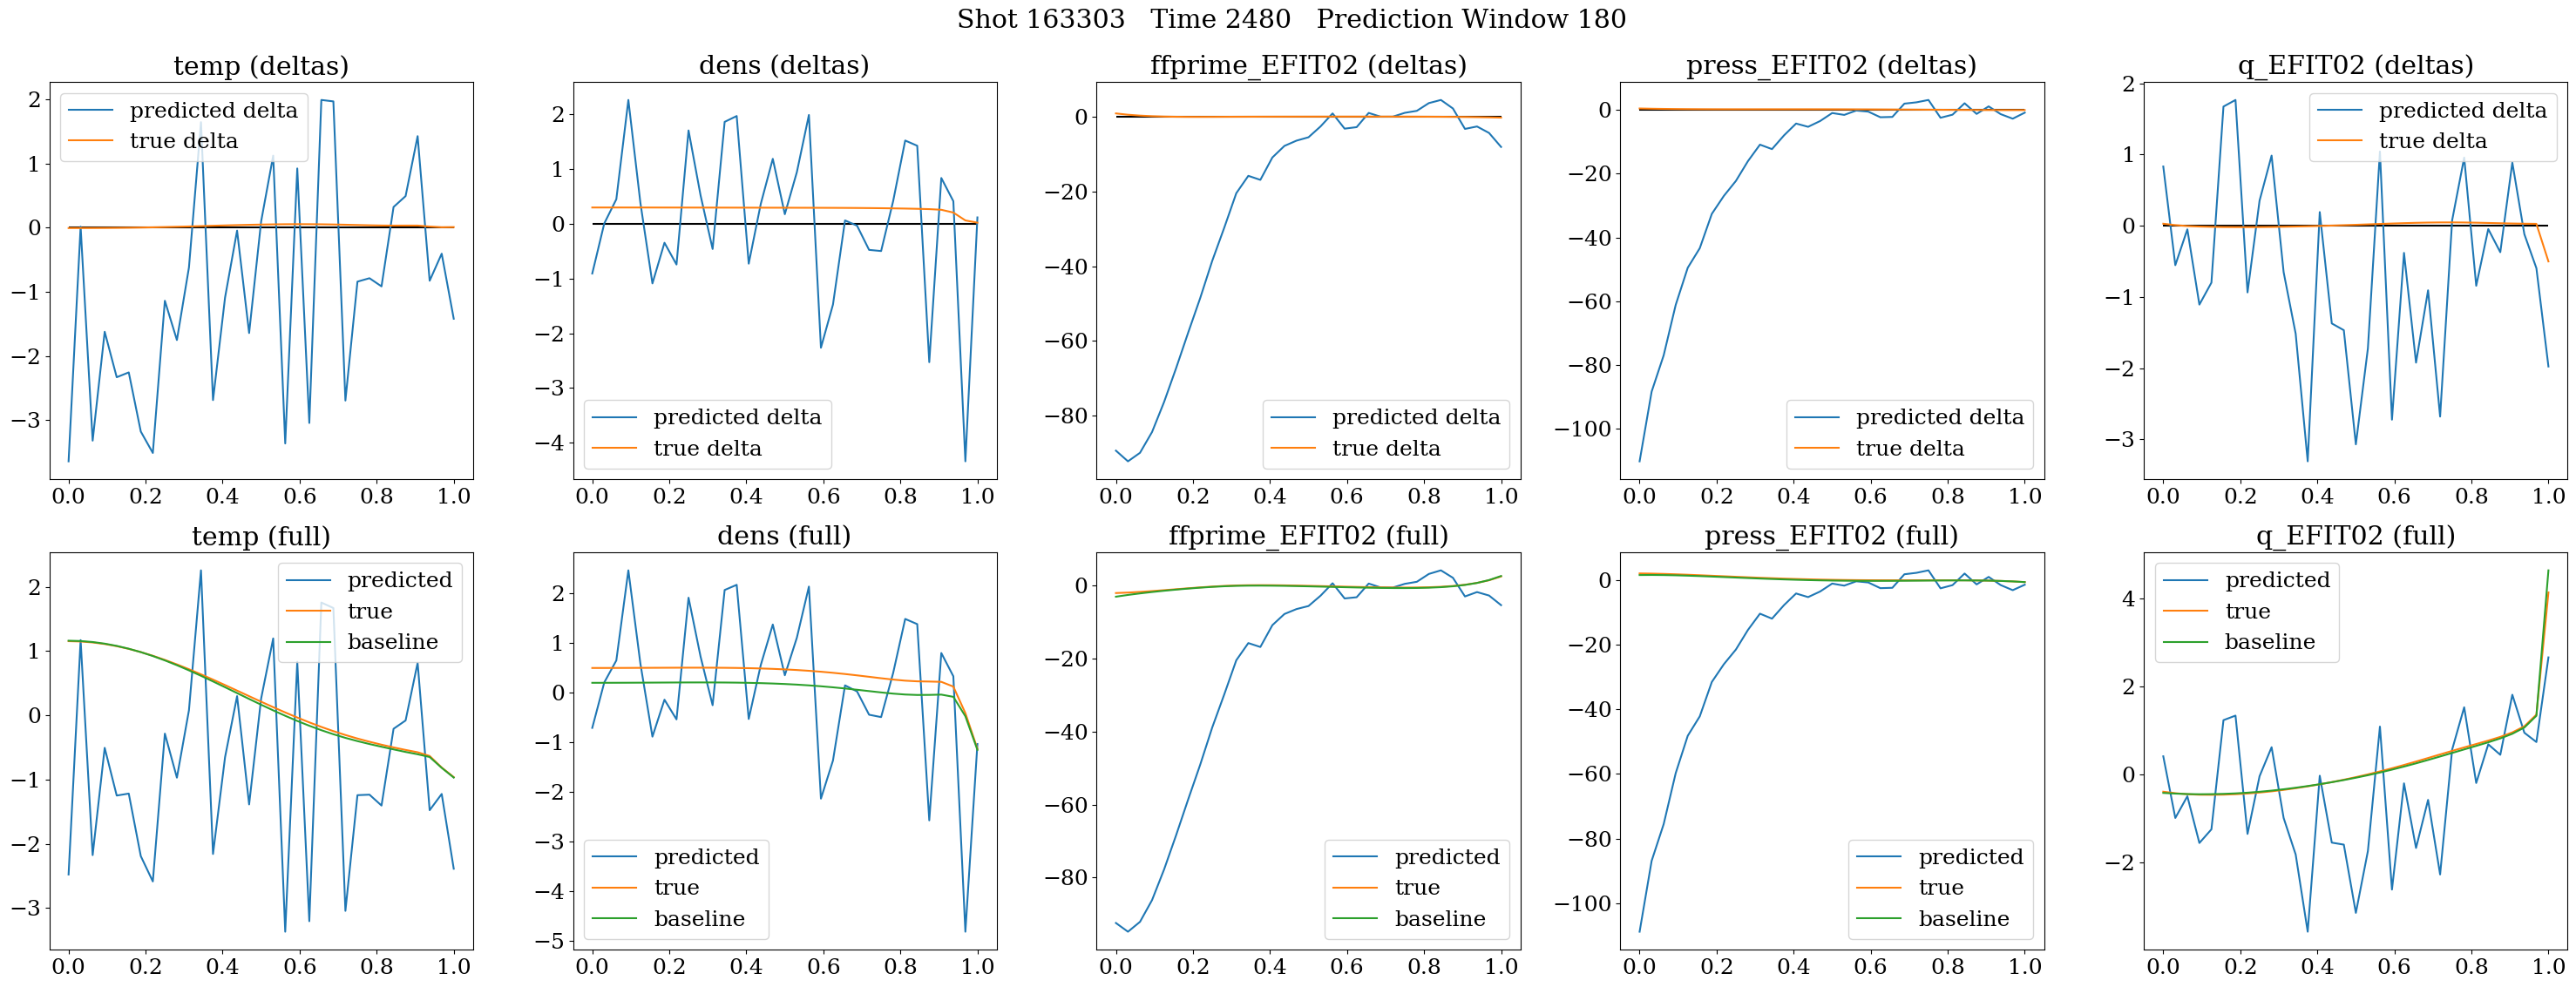 Shot 163303   Time 2480   Prediction Window 180
temp (deltas)
2
1
0
−1
−2
−3
0.0 0.2 0.4 0.6 0.8 1.0
predicted delta
true delta
dens (deltas)
2
1
0
−1
−2
−3
−4
0.0 0.2 0.4 0.6 0.8 1.0
predicted delta
true delta
ffprime_EFIT02 (deltas)
0
−20
−40
−60
−80
0.0 0.2 0.4 0.6 0.8 1.0
predicted delta
true delta
press_EFIT02 (deltas)
0
−20
−40
−60
−80
−100
0.0 0.2 0.4 0.6 0.8 1.0
predicted delta
true delta
q_EFIT02 (deltas)
2
1
0
−1
−2
−3
0.0 0.2 0.4 0.6 0.8 1.0
predicted delta
true delta
temp (full)
2
1
0
−1
−2
−3
0.0 0.2 0.4 0.6 0.8 1.0
predicted
true
baseline
dens (full)
2
1
0
−1
−2
−3
−4
−5
0.0 0.2 0.4 0.6 0.8 1.0
predicted
true
baseline
ffprime_EFIT02 (full)
0
−20
−40
−60
−80
0.0 0.2 0.4 0.6 0.8 1.0
predicted
true
baseline
press_EFIT02 (full)
0
−20
−40
−60
−80
−100
0.0 0.2 0.4 0.6 0.8 1.0
predicted
true
baseline
q_EFIT02 (full)
4
2
0
−2
0.0 0.2 0.4 0.6 0.8 1.0
predicted
true
baseline